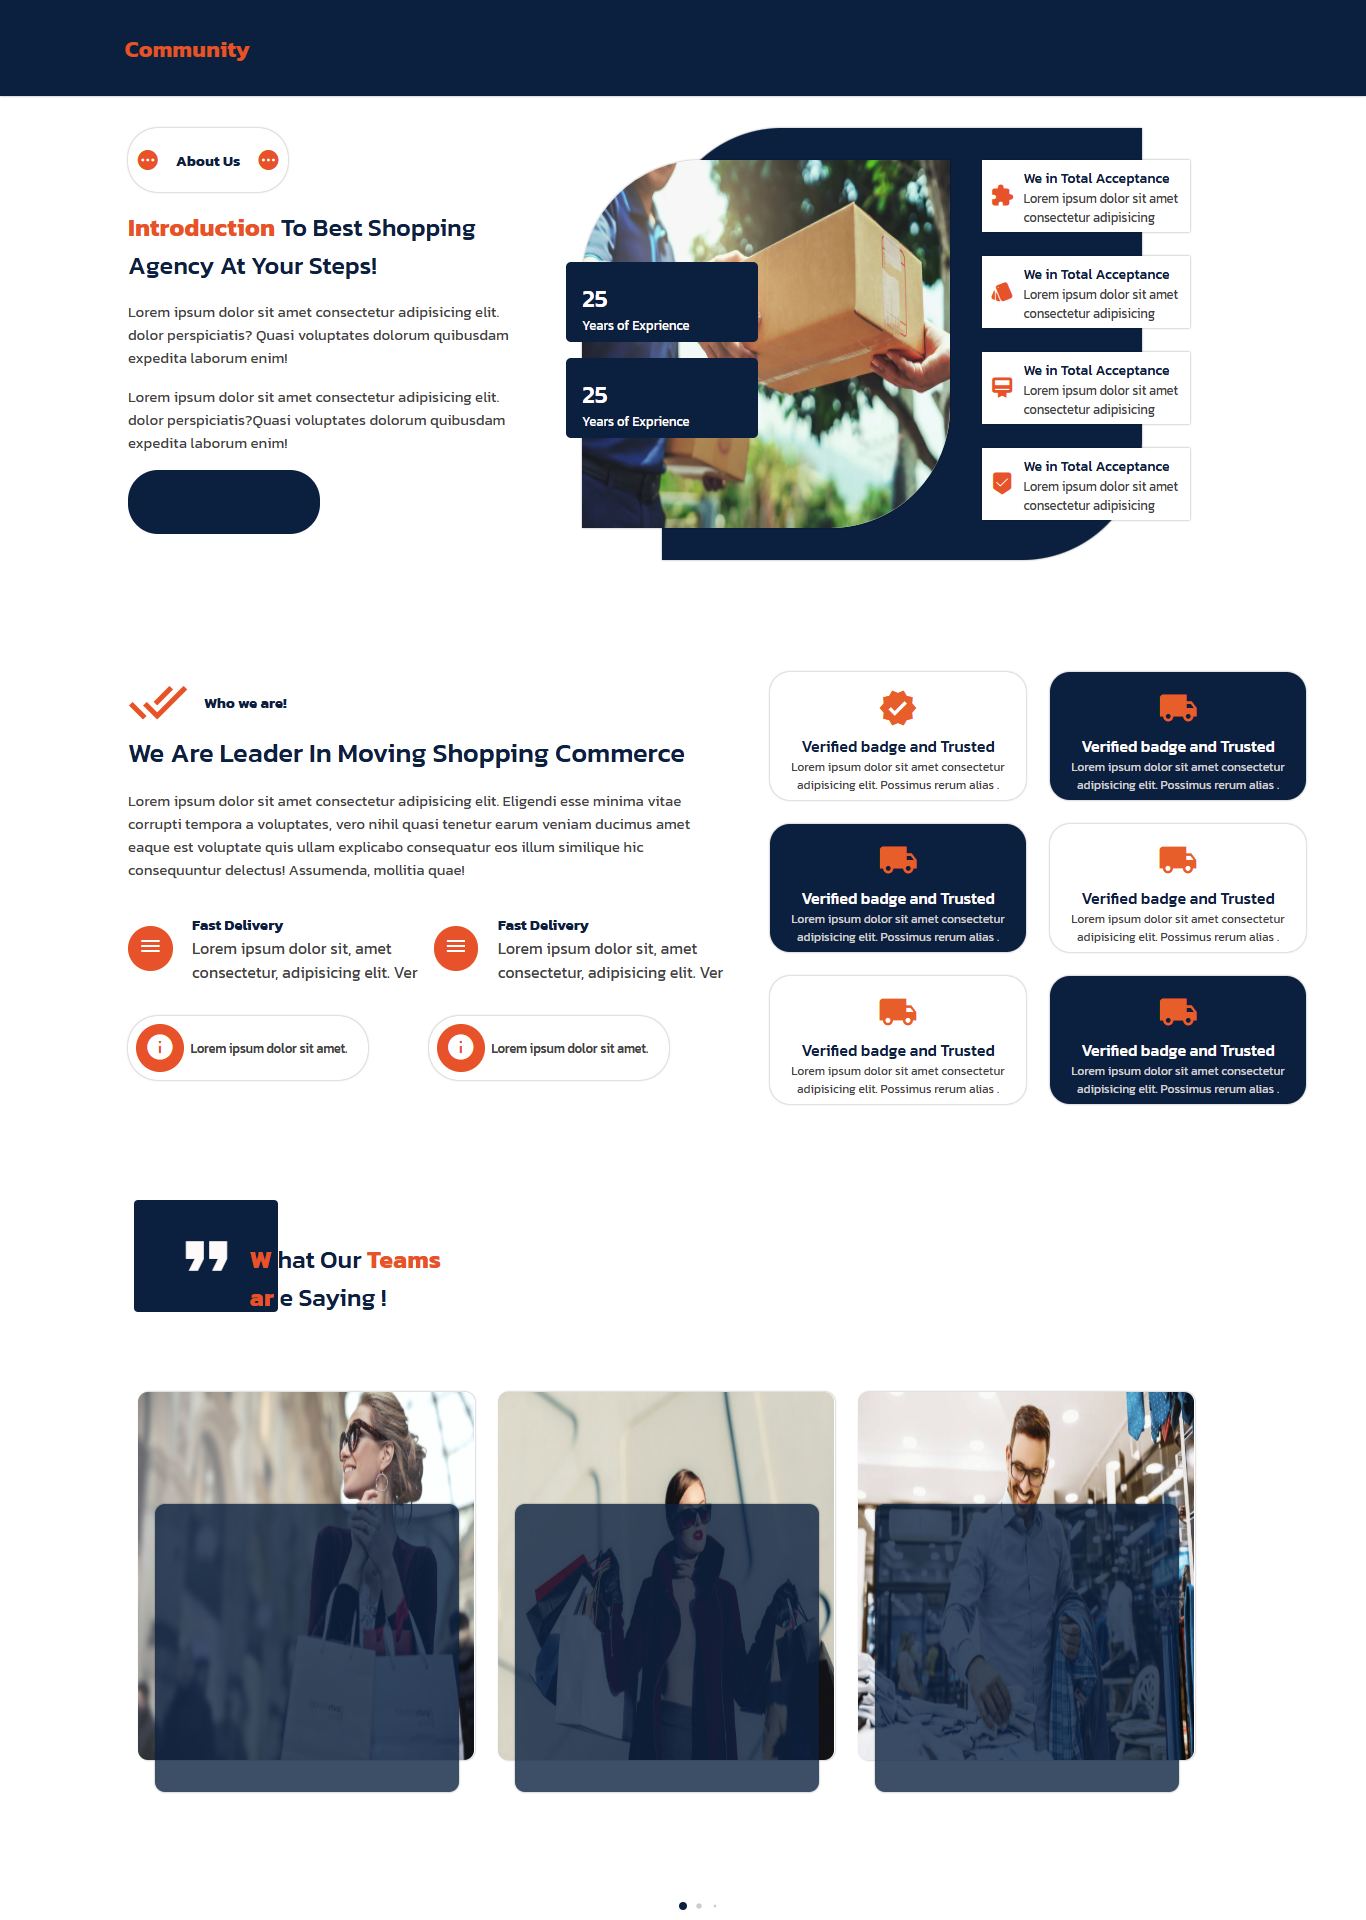 Community
About Us
Introduction To Best Shopping
Agency At Your Steps!
Lorem ipsum dolor sit amet consectetur adipisicing elit.
dolor perspiciatis? Quasi voluptates dolorum quibusdam
expedita laborum enim!
Lorem ipsum dolor sit amet consectetur adipisicing elit.
dolor perspiciatis?Quasi voluptates dolorum quibusdam
expedita laborum enim!
25
Years of Exprience
25
Years of Exprience
We in Total Acceptance
Lorem ipsum dolor sit amet
consectetur adipisicing
We in Total Acceptance
Lorem ipsum dolor sit amet
consectetur adipisicing
We in Total Acceptance
Lorem ipsum dolor sit amet
consectetur adipisicing
We in Total Acceptance
Lorem ipsum dolor sit amet
consectetur adipisicing
Who we are!
We Are Leader In Moving Shopping Commerce
Lorem ipsum dolor sit amet consectetur adipisicing elit. Eligendi esse minima vitae
corrupti tempora a voluptates, vero nihil quasi tenetur earum veniam ducimus amet
eaque est voluptate quis ullam explicabo consequatur eos illum similique hic
consequuntur delectus! Assumenda, mollitia quae!
Fast Delivery
Lorem ipsum dolor sit, amet
consectetur, adipisicing elit. Ver
Fast Delivery
Lorem ipsum dolor sit, amet
consectetur, adipisicing elit. Ver
Lorem ipsum dolor sit amet.
Lorem ipsum dolor sit amet.
Verified badge and Trusted
Lorem ipsum dolor sit amet consectetur
adipisicing elit. Possimus rerum alias .
Verified badge and Trusted
Lorem ipsum dolor sit amet consectetur
adipisicing elit. Possimus rerum alias .
Verified badge and Trusted
Lorem ipsum dolor sit amet consectetur
adipisicing elit. Possimus rerum alias .
Verified badge and Trusted
Lorem ipsum dolor sit amet consectetur
adipisicing elit. Possimus rerum alias .
Verified badge and Trusted
Lorem ipsum dolor sit amet consectetur
adipisicing elit. Possimus rerum alias .
Verified badge and Trusted
Lorem ipsum dolor sit amet consectetur
adipisicing elit. Possimus rerum alias .
What Our Teams
are Saying !